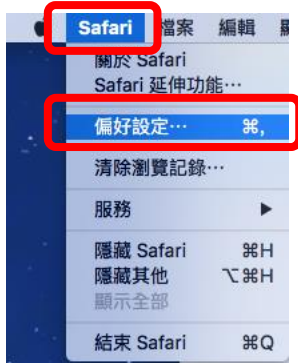 Safari 檔案 編輯
關於 Safari
Safari 延伸功能⋯
偏好設定⋯ ⌘,
清除瀏覽記錄⋯
服務 ▶
隱藏 Safari ⌘H
隱藏其他 ⌥⌘H
顯示全部
結束 Safari ⌘Q